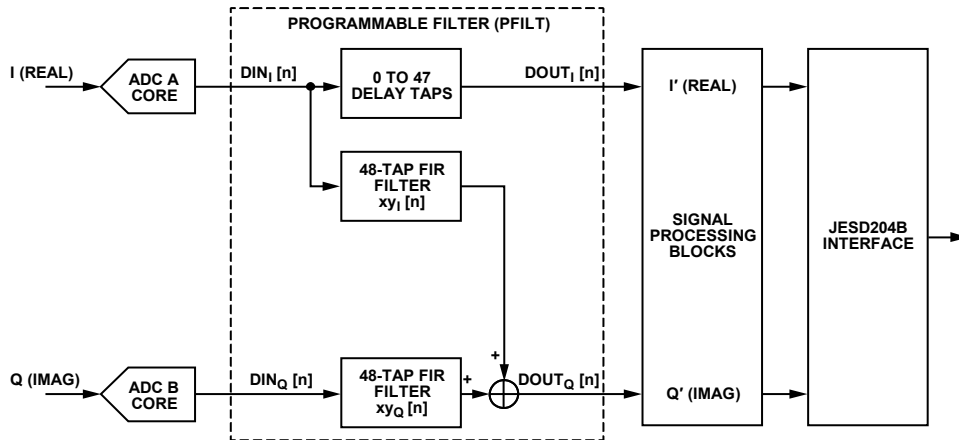 PROGRAMMABLE FILTER (PFILT)
I (REAL)
ADC A
CORE
DINI [n]
0 TO 47
DELAY TAPS
DOUTI [n]
I′ (REAL)
48-TAP FIR
FILTER
xyI [n]
SIGNAL
PROCESSING
BLOCKS
JESD204B
INTERFACE
+
Q (IMAG)
ADC B
CORE
DINQ [n]
48-TAP FIR
FILTER
xyQ [n]
+
DOUTQ [n]
Q′ (IMAG)